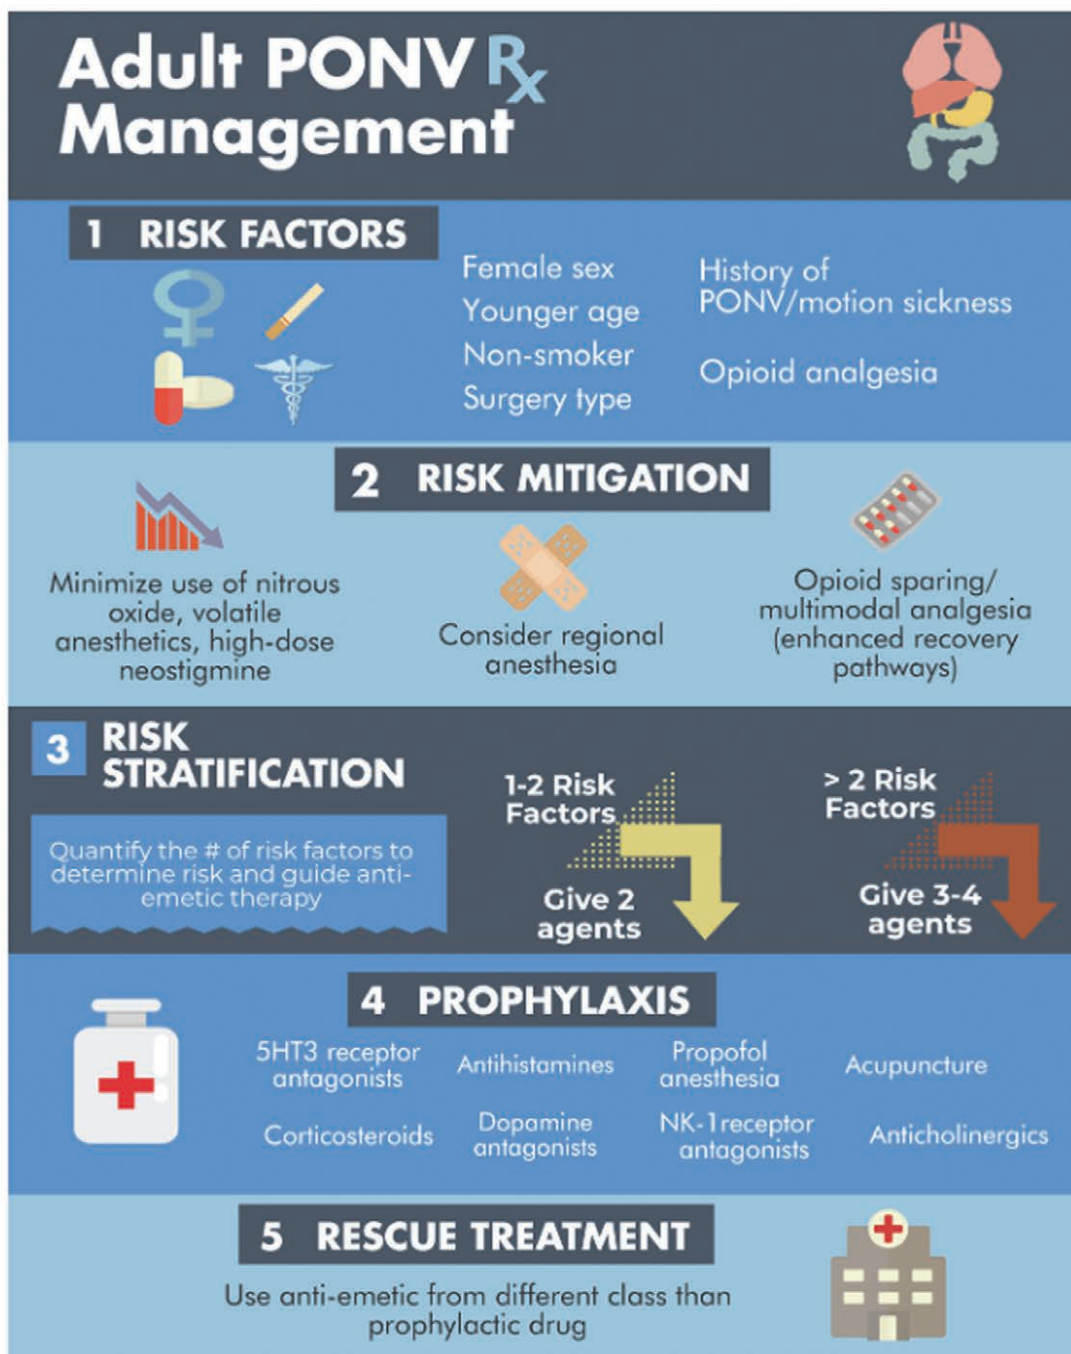 Adult PONV Rx
Management
1 RISK FACTORS
Female sex
Younger age
Non-smoker
Surgery type
History of
PONV/motion sickness
Opioid analgesia
2 RISK MITIGATION
Minimize use of nitrous
oxide, volatile
anesthetics, high-dose
neostigmine
Consider regional
anesthesia
Opioid sparing/
multimodal analgesia
(enhanced recovery
pathways)
3 RISK
STRATIFICATION
Quantify the # of risk factors to
determine risk and guide anti-
emetic therapy
1-2 Risk
Factors
Give 2
agents
> 2 Risk
Factors
Give 3-4
agents
4 PROPHYLAXIS
5HT3 receptor
antagonists
Antihistamines
Propofol
anesthesia
Acupuncture
Corticosteroids
Dopamine
antagonists
NK-1receptor
antagonists
Anticholinergics
5 RESCUE TREATMENT
Use anti-emetic from different class than
prophylactic drug